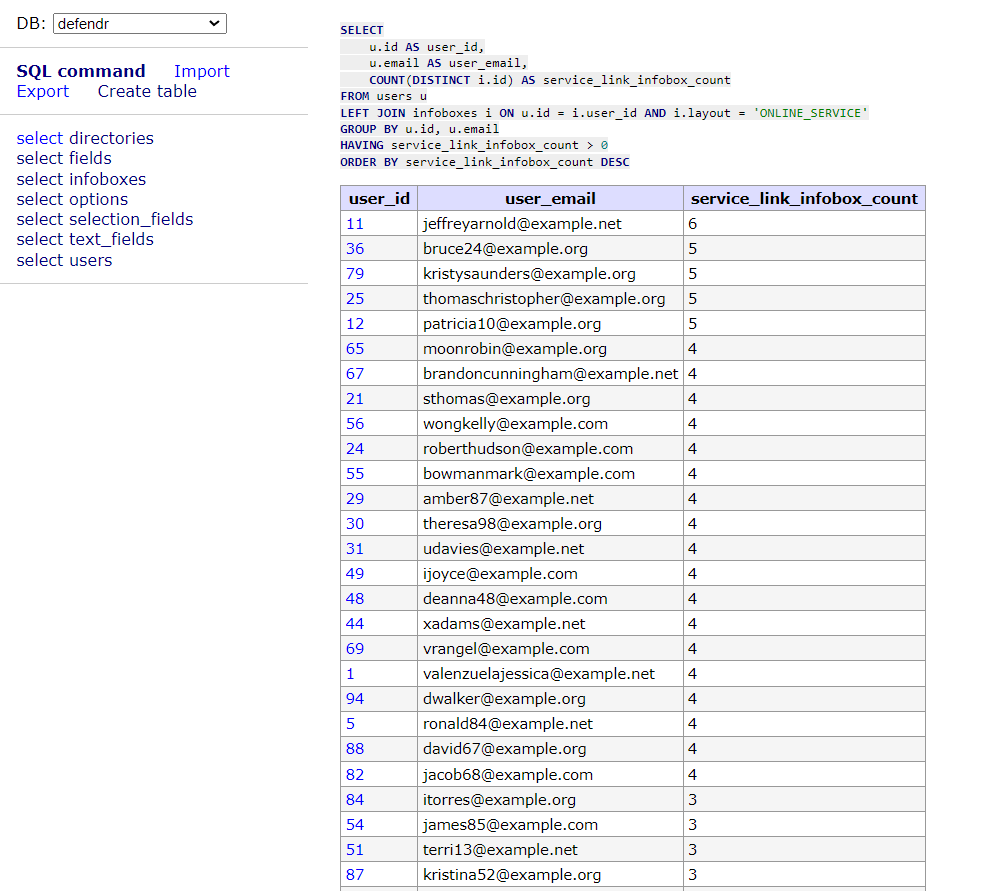 DB: defendr
SQL command Import
Export Create table
select directories
select fields
select infoboxes
select options
select selection_fields
select text_fields
select users
SELECT
u.id AS user_id,
u.email AS user_email,
COUNT(DISTINCT i.id) AS service_link_infobox_count
FROM users u
LEFT JOIN infoboxes i ON u.id = i.user_id AND i.layout = 'ONLINE_SERVICE'
GROUP BY u.id, u.email
HAVING service_link_infobox_count > 0
ORDER BY service_link_infobox_count DESC
user_id user_email service_link_infobox_count
11 jeffreyarnold@example.net 6
36 bruce24@example.org 5
79 kristysaunders@example.org 5
25 thomaschristopher@example.org 5
12 patricia10@example.org 5
65 moonrobin@example.org 4
67 brandoncunningham@example.net 4
21 sthomas@example.org 4
56 wongkelly@example.com 4
24 roberthudson@example.com 4
55 bowmanmark@example.com 4
29 amber87@example.net 4
30 theresa98@example.org 4
31 udavies@example.net 4
49 ijoyce@example.com 4
48 deanna48@example.com 4
44 xadams@example.net 4
69 vrangel@example.com 4
1 valenzuelajessica@example.net 4
94 dwalker@example.org 4
5 ronald84@example.net 4
88 david67@example.org 4
82 jacob68@example.com 4
84 itorres@example.org 3
54 james85@example.com 3
51 terri13@example.net 3
87 kristina52@example.org 3